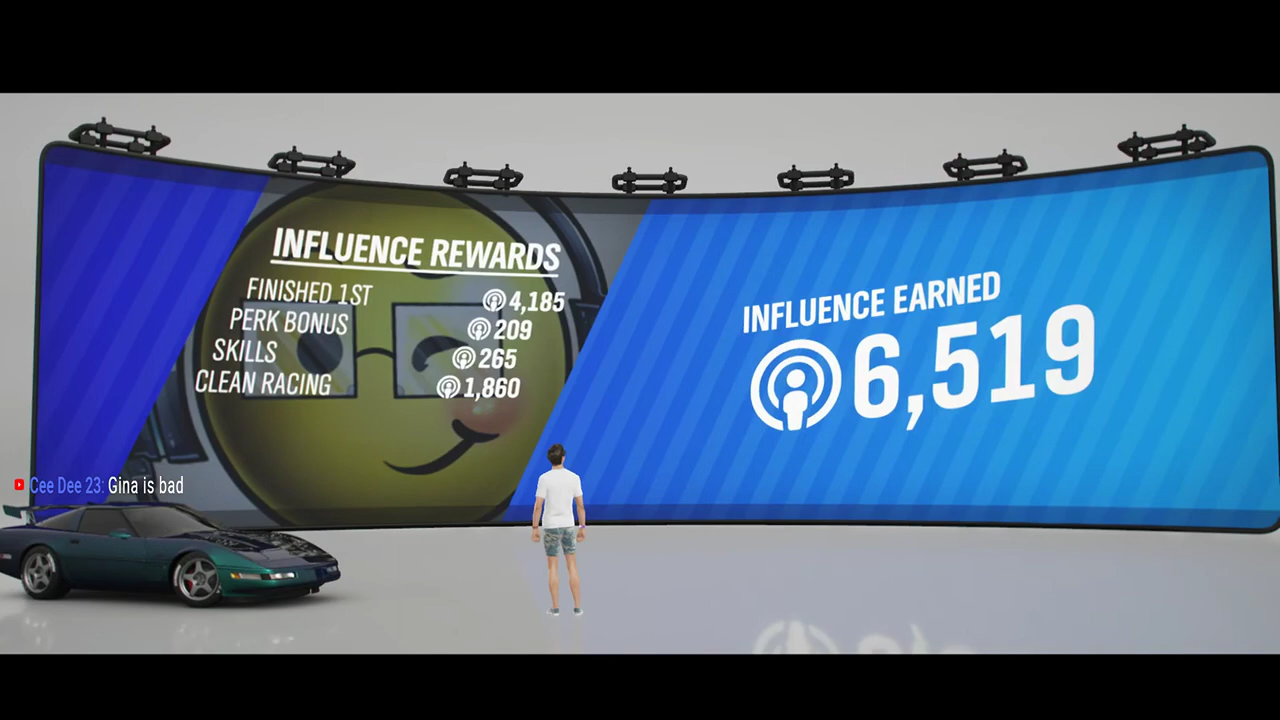 INFLUENCE REWARDS
FINISHED 1ST 4,185
PERK BONUS 209
SKILLS 265
CLEAN RACING 1,860
INFLUENCE EARNED
6,519
Cee Dee 23: Gina is bad